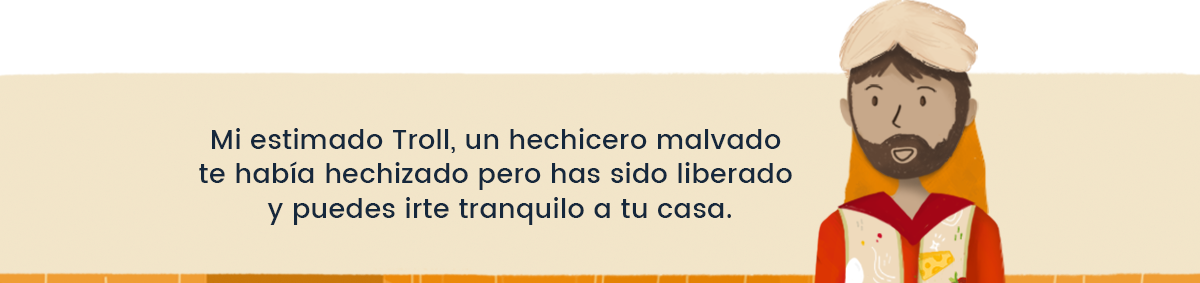 Mi estimado Troll, un hechicero malvado
te había hechizado pero has sido liberado
y puedes irte tranquilo a tu casa.